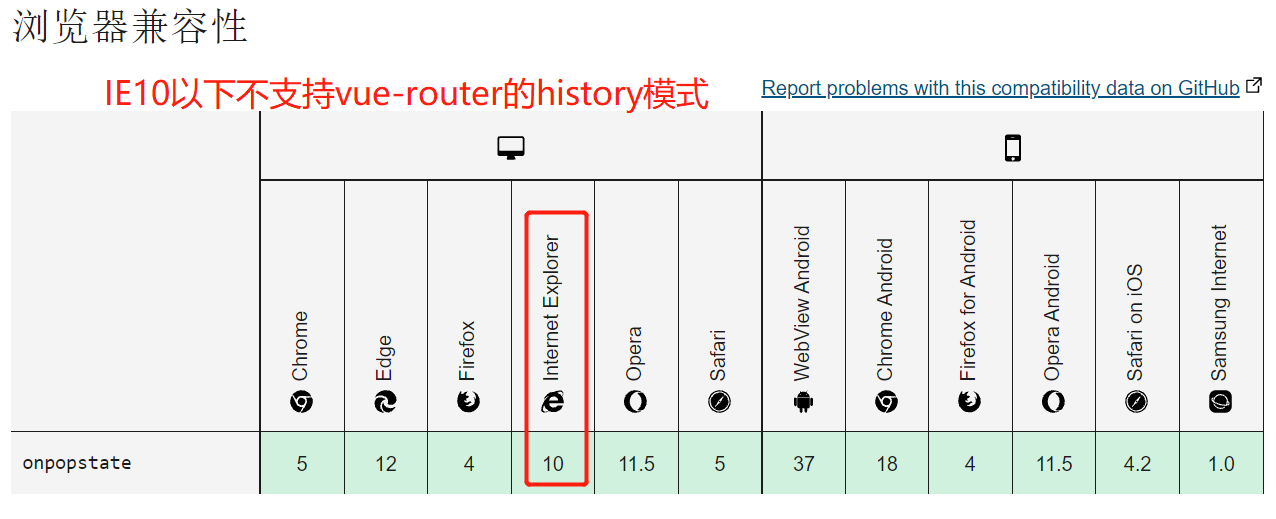 浏览器兼容性
IE10以下不支持vue-router的history模式
Report problems with this compatibility data on GitHub
Chrome
Edge
Firefox
Internet Explorer
Opera
Safari
WebView Android
Chrome Android
Firefox for Android
Opera Android
Safari on iOS
Samsung Internet
onpopstate 5 12 4 10 11.5 5 37 18 4 11.5 4.2 1.0